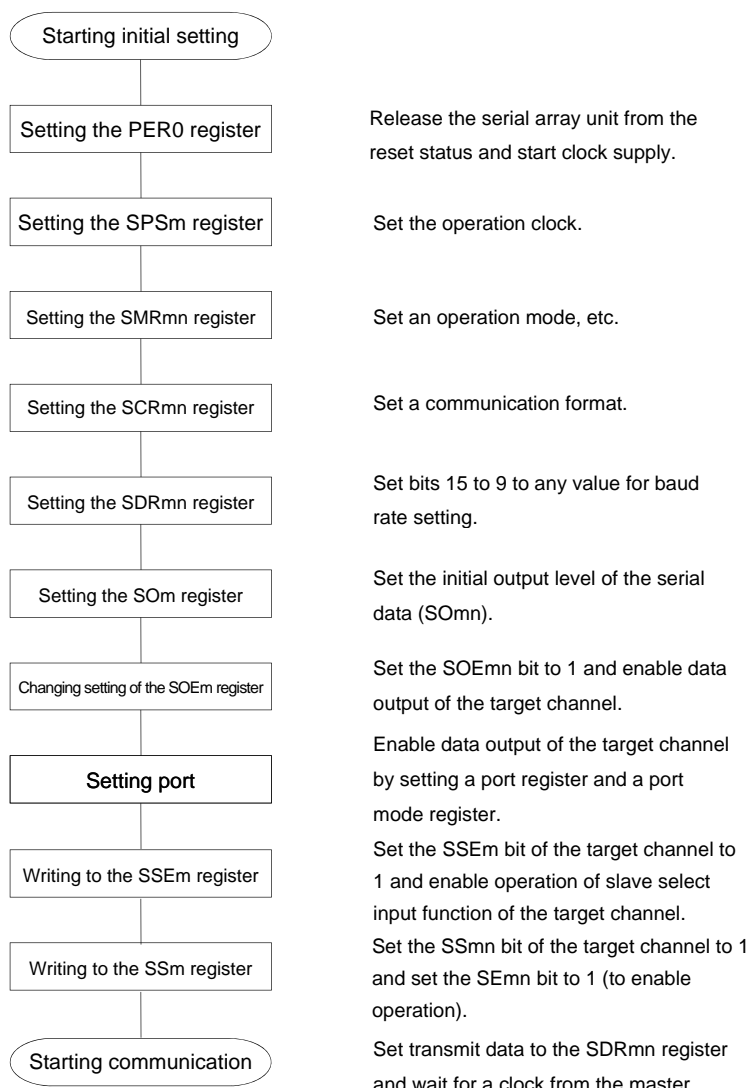 Starting initial setting
Setting the PER0 register
Release the serial array unit from the
reset status and start clock supply.
Setting the SPSm register
Set the operation clock.
Setting the SMRmn register
Set an operation mode, etc.
Setting the SCRmn register
Set a communication format.
Setting the SDRmn register
Set bits 15 to 9 to any value for baud
rate setting.
Setting the SOm register
Set the initial output level of the serial
data (SOmn).
Changing setting of the SOEm register
Set the SOEmn bit to 1 and enable data
output of the target channel.
Setting port
Enable data output of the target channel
by setting a port register and a port
mode register.
Writing to the SSEm register
Set the SSEm bit of the target channel to
1 and enable operation of slave select
input function of the target channel.
Writing to the SSm register
Set the SSmn bit of the target channel to 1
and set the SEmn bit to 1 (to enable
operation).
Starting communication
Set transmit data to the SDRmn register
and wait for a clock from the master